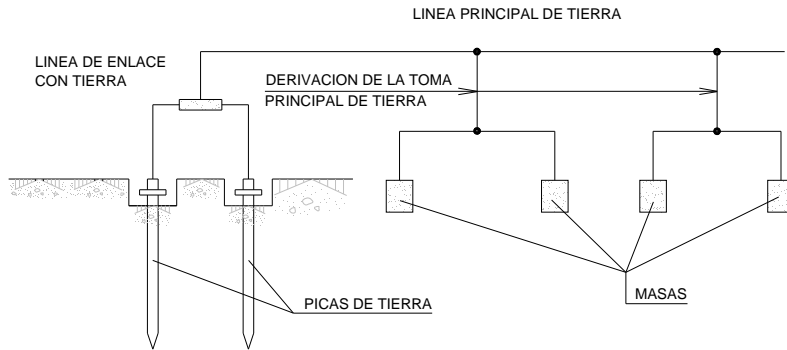 LINEA PRINCIPAL DE TIERRA
LINEA DE ENLACE
CON TIERRA
DERIVACION DE LA TOMA
PRINCIPAL DE TIERRA
PICAS DE TIERRA
MASAS